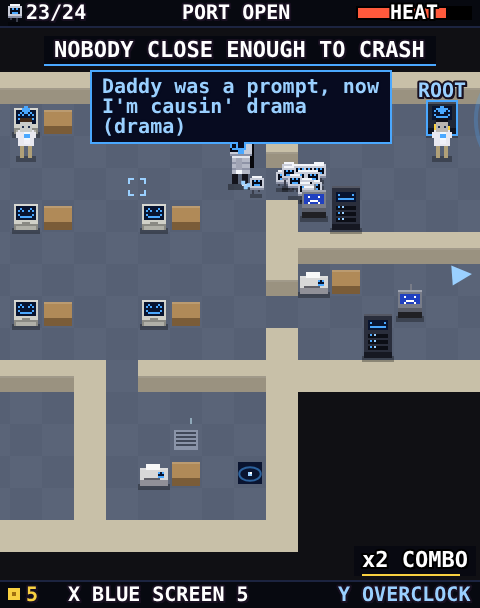 23/24 PORT OPEN HEAT
NOBODY CLOSE ENOUGH TO CRASH
Daddy was a prompt, now
I'm causin' drama
(drama)
ROOT
x2 COMBO
5 X BLUE SCREEN 5 Y OVERCLOCK